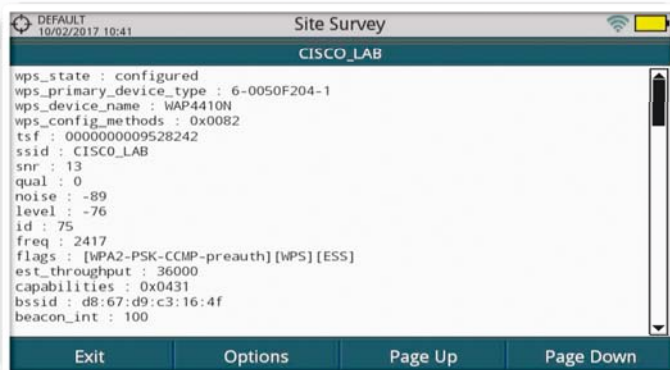 DEFAULT
10/02/2017 10:41
Site Survey
CISCO_LAB
wps_state : configured
wps_primary_device_type : 6-0050F204-1
wps_device_name : WAP4410N
wps_config_methods : 0x0082
tsf : 0000000009528242
ssid : CISCO_LAB
snr : 13
qual : 0
noise : -89
level : -76
id : 75
freq : 2417
flags : [WPA2-PSK-CCMP-preauth][WPS][ESS]
est_throughput : 36000
capabilities : 0x0431
bssid : d8:67:d9:c3:16:4f
beacon_int : 100
Exit
Options
Page Up
Page Down